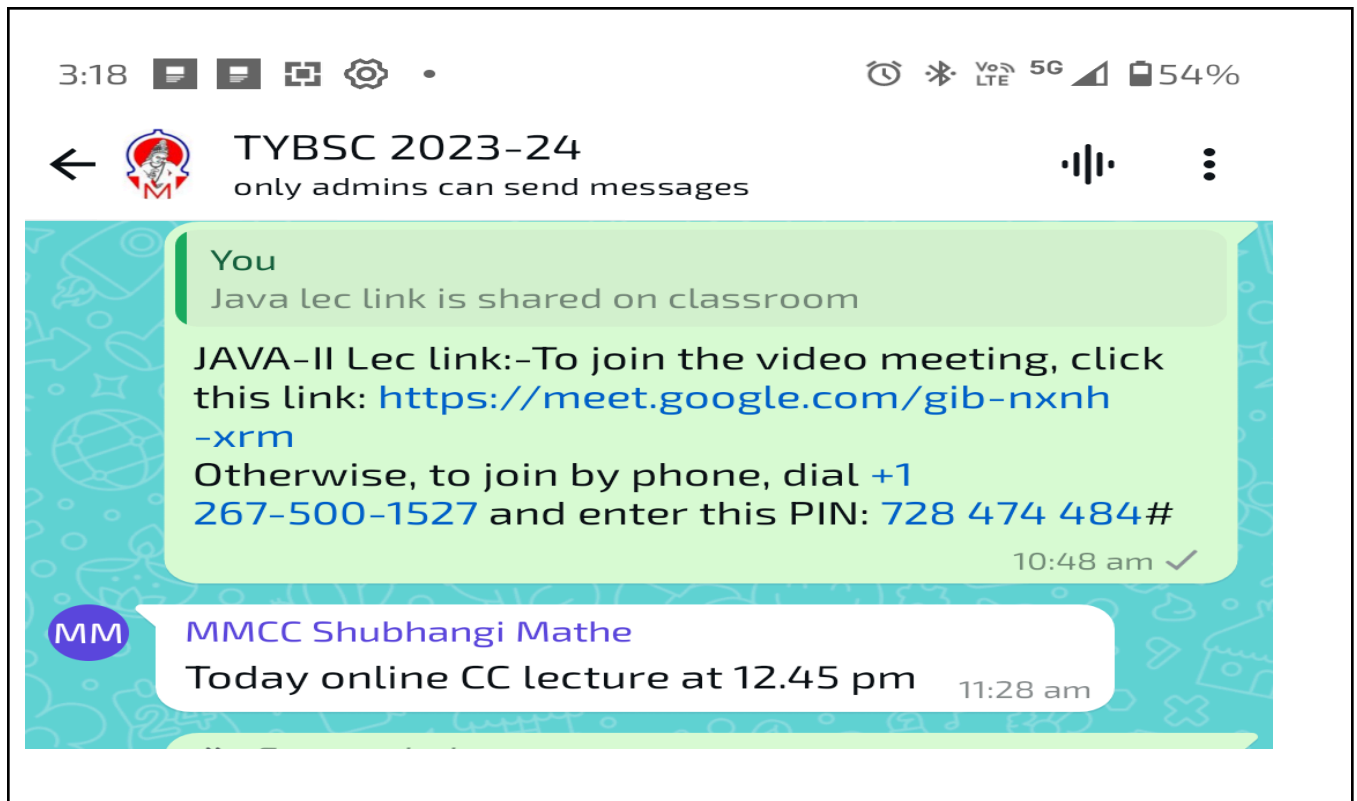 3:18 VoLTE 5G 54%
TYBSC 2023-24
only admins can send messages
M
You
Java lec link is shared on classroom
JAVA-II Lec link:-To join the video meeting, click
this link: https://meet.google.com/gib-nxnh
-xrm
Otherwise, to join by phone, dial +1
267-500-1527 and enter this PIN: 728 474 484#
10:48 am
MM
MMCC Shubhangi Mathe
Today online CC lecture at 12.45 pm 11:28 am